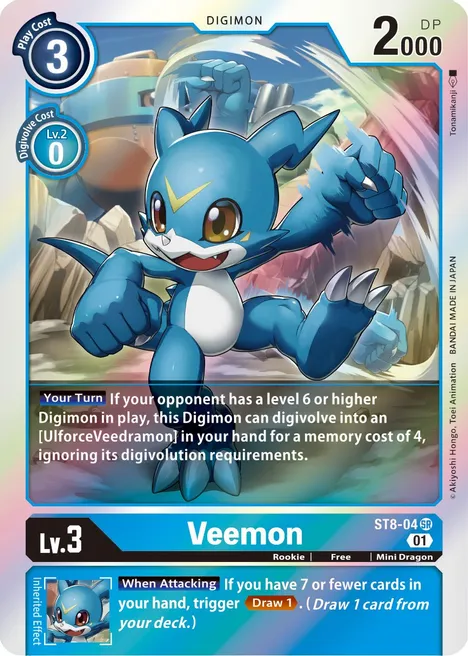 Play Cost
3
DIGIMON
DP
2000
Digivolve Cost
Lv.2
0
Tonamikanji
© Akiyoshi Hongo, Toei Animation BANDAI MADE IN JAPAN
Your Turn If your opponent has a level 6 or higher
Digimon in play, this Digimon can digivolve into an
[UlforceVeedramon] in your hand for a memory cost of 4,
ignoring its digivolution requirements.
Lv.3
Veemon
ST8-04 SR
01
Rookie | Free | Mini Dragon
Inherited Effect
When Attacking If you have 7 or fewer cards in
your hand, trigger Draw 1. (Draw 1 card from
your deck.)